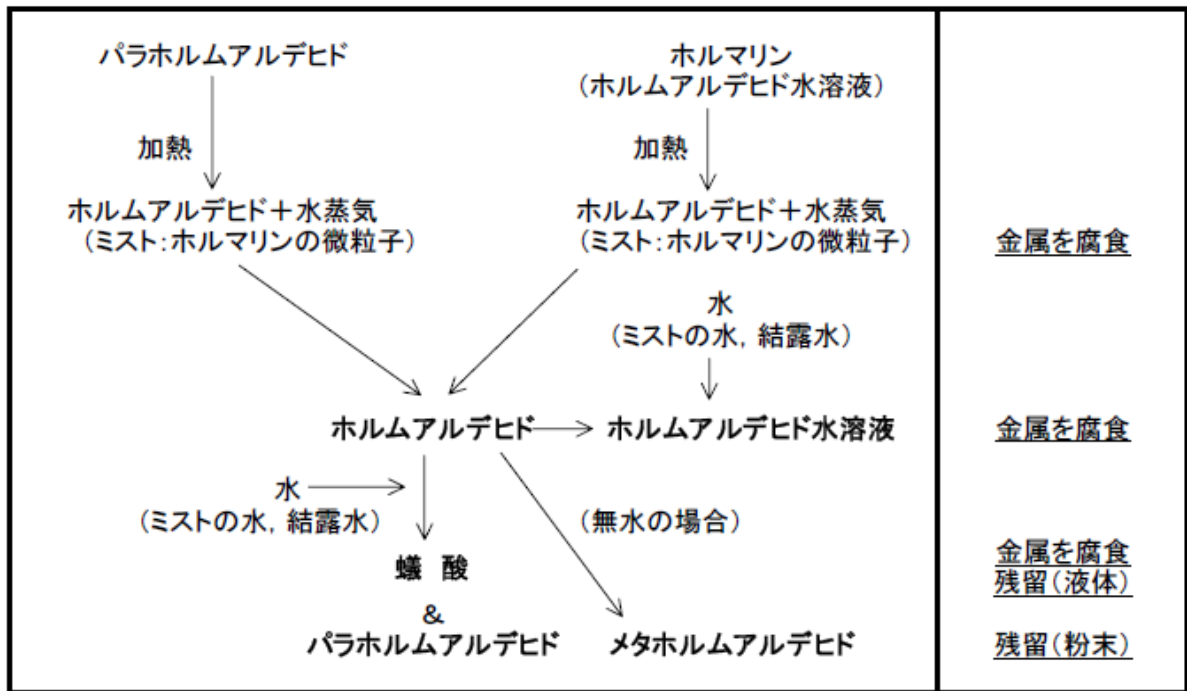 パラホルムアルデヒド
ホルマリン
（ホルムアルデヒド水溶液）
加熱
加熱
ホルムアルデヒド＋水蒸気
（ミスト：ホルマリンの微粒子）
ホルムアルデヒド＋水蒸気
（ミスト：ホルマリンの微粒子）
金属を腐食
水
（ミストの水，結露水）
ホルムアルデヒド
ホルムアルデヒド水溶液
金属を腐食
水
（ミストの水，結露水）
（無水の場合）
蟻　酸
金属を腐食
残留（液体）
＆
パラホルムアルデヒド
メタホルムアルデヒド
残留（粉末）